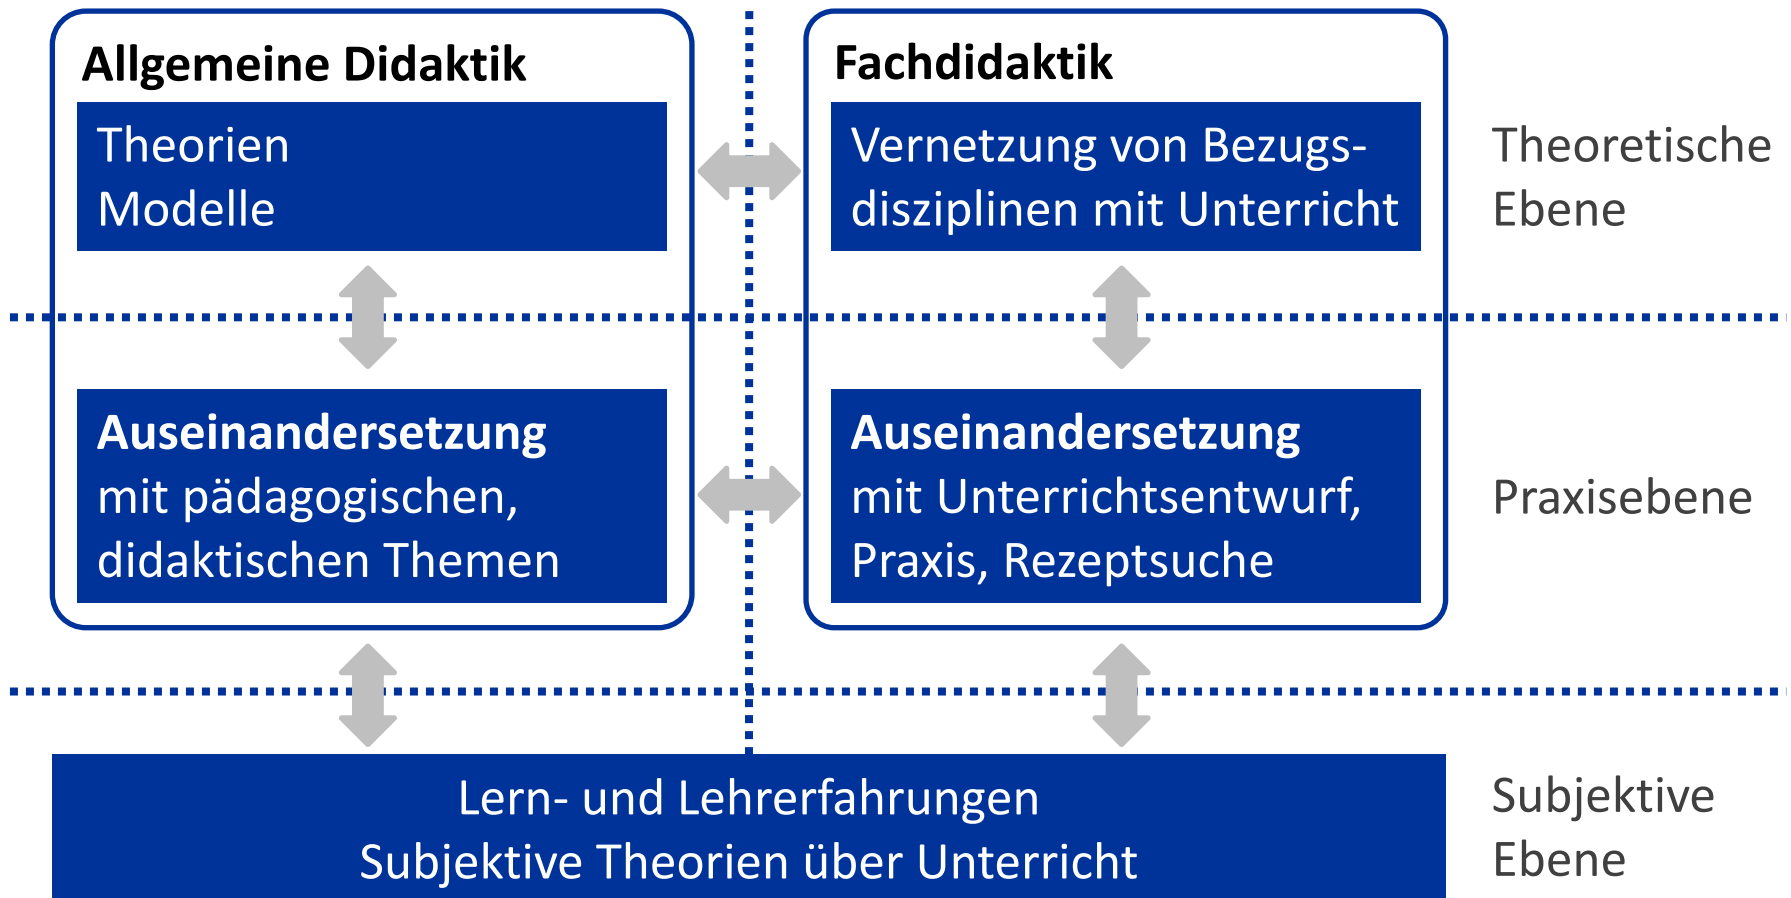 Allgemeine Didaktik
Theorien
Modelle
Fachdidaktik
Vernetzung von Bezugs-
disziplinen mit Unterricht
Theoretische
Ebene
Auseinandersetzung
mit pädagogischen,
didaktischen Themen
Auseinandersetzung
mit Unterrichtsentwurf,
Praxis, Rezeptsuche
Praxisebene
Lern- und Lehrerfahrungen
Subjektive Theorien über Unterricht
Subjektive
Ebene